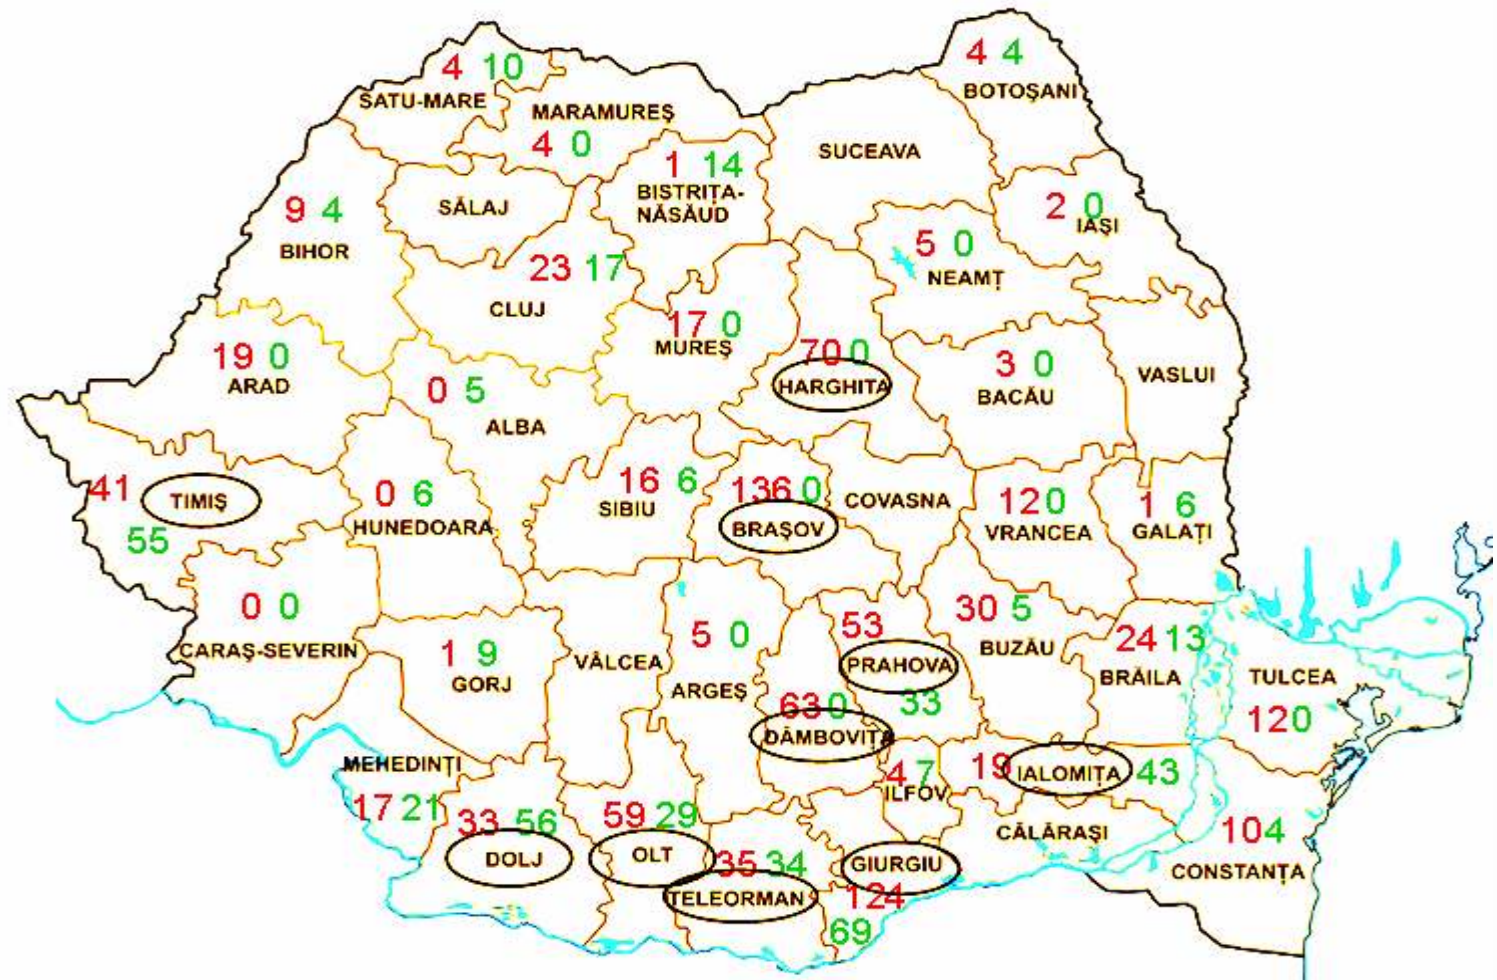 4 10
SATU-MARE
MARAMUREȘ
4 0
4 4
BOTOȘANI
SUCEAVA
1 14
BISTRIȚA-
NĂSĂUD
SĂLAJ
9 4
BIHOR
2 0
IAȘI
5 0
NEAMȚ
23 17
CLUJ
17 0
MUREȘ
19 0
ARAD
70 0
HARGHITA
3 0
BACĂU
VASLUI
0 5
ALBA
41
TIMIȘ
55
0 6
HUNEDOARA
16 6
SIBIU
136 0
BRAȘOV
COVASNA
12 0
VRANCEA
1 6
GALAȚI
0 0
CARAȘ-SEVERIN
1 9
GORJ
VÂLCEA
5 0
ARGEȘ
53
PRAHOVA
33
30 5
BUZĂU
24 13
BRĂILA
TULCEA
12 0
63 0
DÂMBOVIȚA
MEHEDINȚI
17 21
4 7
ILFOV
19 IALOMIȚA 43
33 56
DOLJ
59 29
OLT
35 34
TELEORMAN
GIURGIU
124
69
CĂLĂRAȘI
10 4
CONSTANȚA